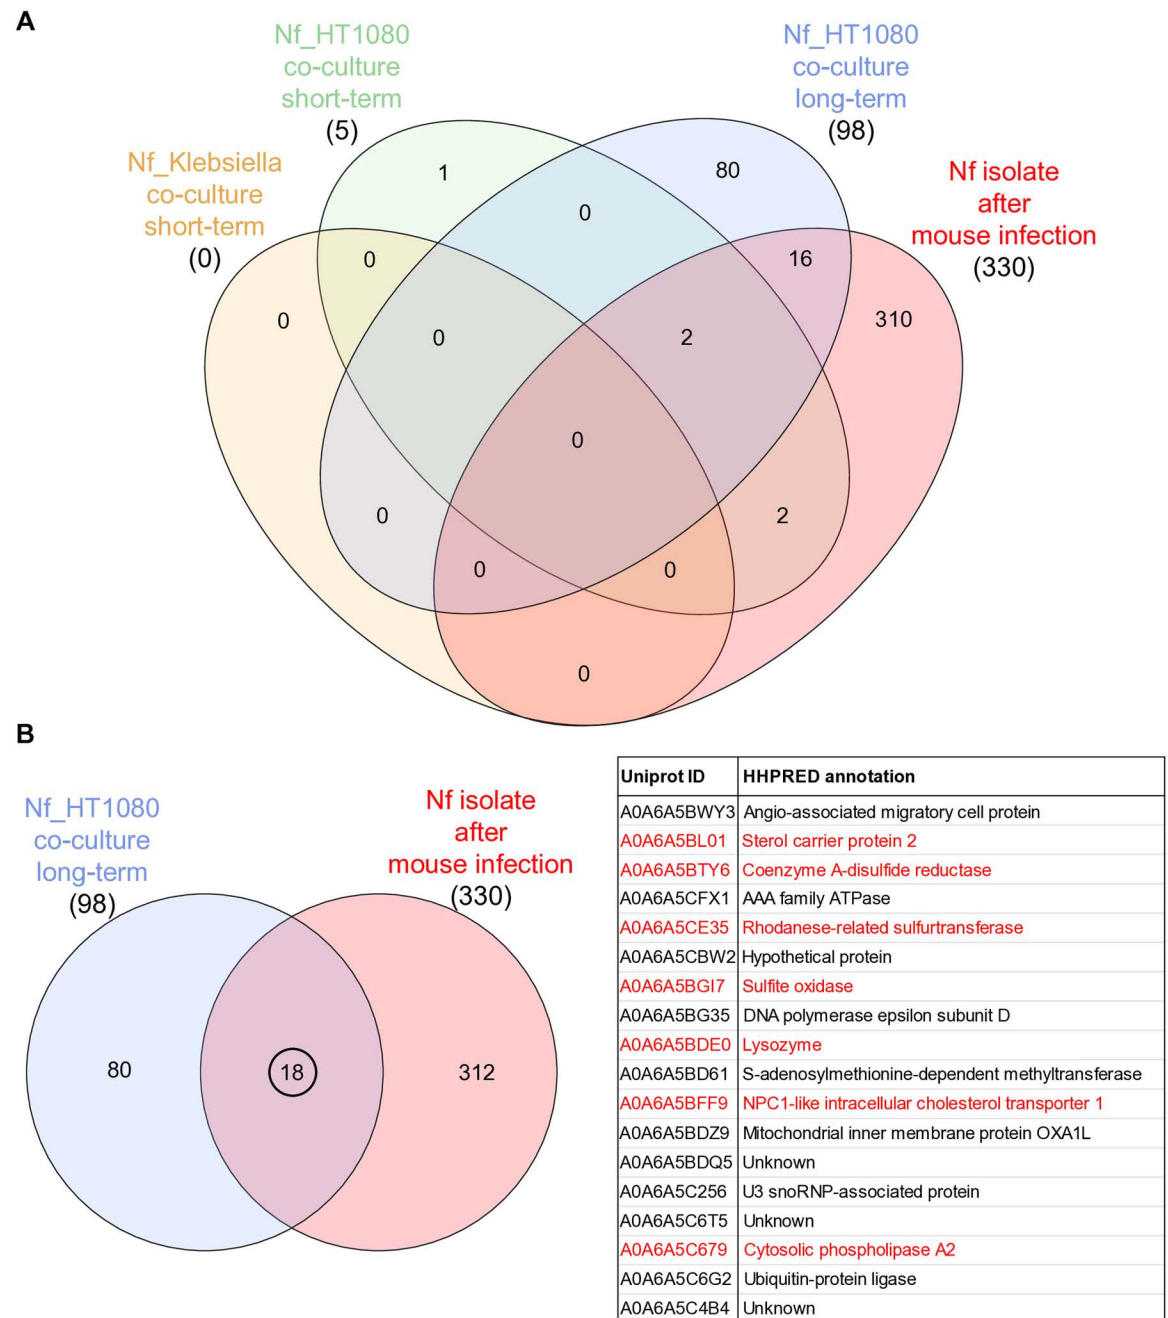 A
Nf_HT1080
co-culture
short-term
(5)
Nf_HT1080
co-culture
long-term
(98)
Nf_Klebsiella
co-culture
short-term
(0)
Nf isolate
after
mouse infection
(330)
1
80
0
0
16
0
310
0
2
0
0
2
0
0
0
B
Nf_HT1080
co-culture
long-term
(98)
Nf isolate
after
mouse infection
(330)
80
18
312
Uniprot ID HHPRED annotation
A0A6A5BWY3 Angio-associated migratory cell protein
A0A6A5BL01 Sterol carrier protein 2
A0A6A5BTY6 Coenzyme A-disulfide reductase
A0A6A5CFX1 AAA family ATPase
A0A6A5CE35 Rhodanese-related sulfurtransferase
A0A6A5CBW2 Hypothetical protein
A0A6A5BGI7 Sulfite oxidase
A0A6A5BG35 DNA polymerase epsilon subunit D
A0A6A5BDE0 Lysozyme
A0A6A5BD61 S-adenosylmethionine-dependent methyltransferase
A0A6A5BFF9 NPC1-like intracellular cholesterol transporter 1
A0A6A5BDZ9 Mitochondrial inner membrane protein OXA1L
A0A6A5BDQ5 Unknown
A0A6A5C256 U3 snoRNP-associated protein
A0A6A5C6T5 Unknown
A0A6A5C679 Cytosolic phospholipase A2
A0A6A5C6G2 Ubiquitin-protein ligase
A0A6A5C4B4 Unknown